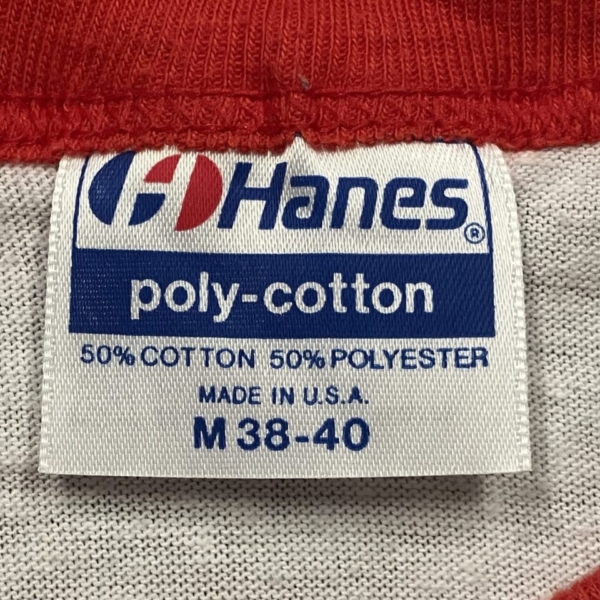 Hanes®
poly-cotton
50% COTTON 50% POLYESTER
MADE IN U.S.A.
M 38-40